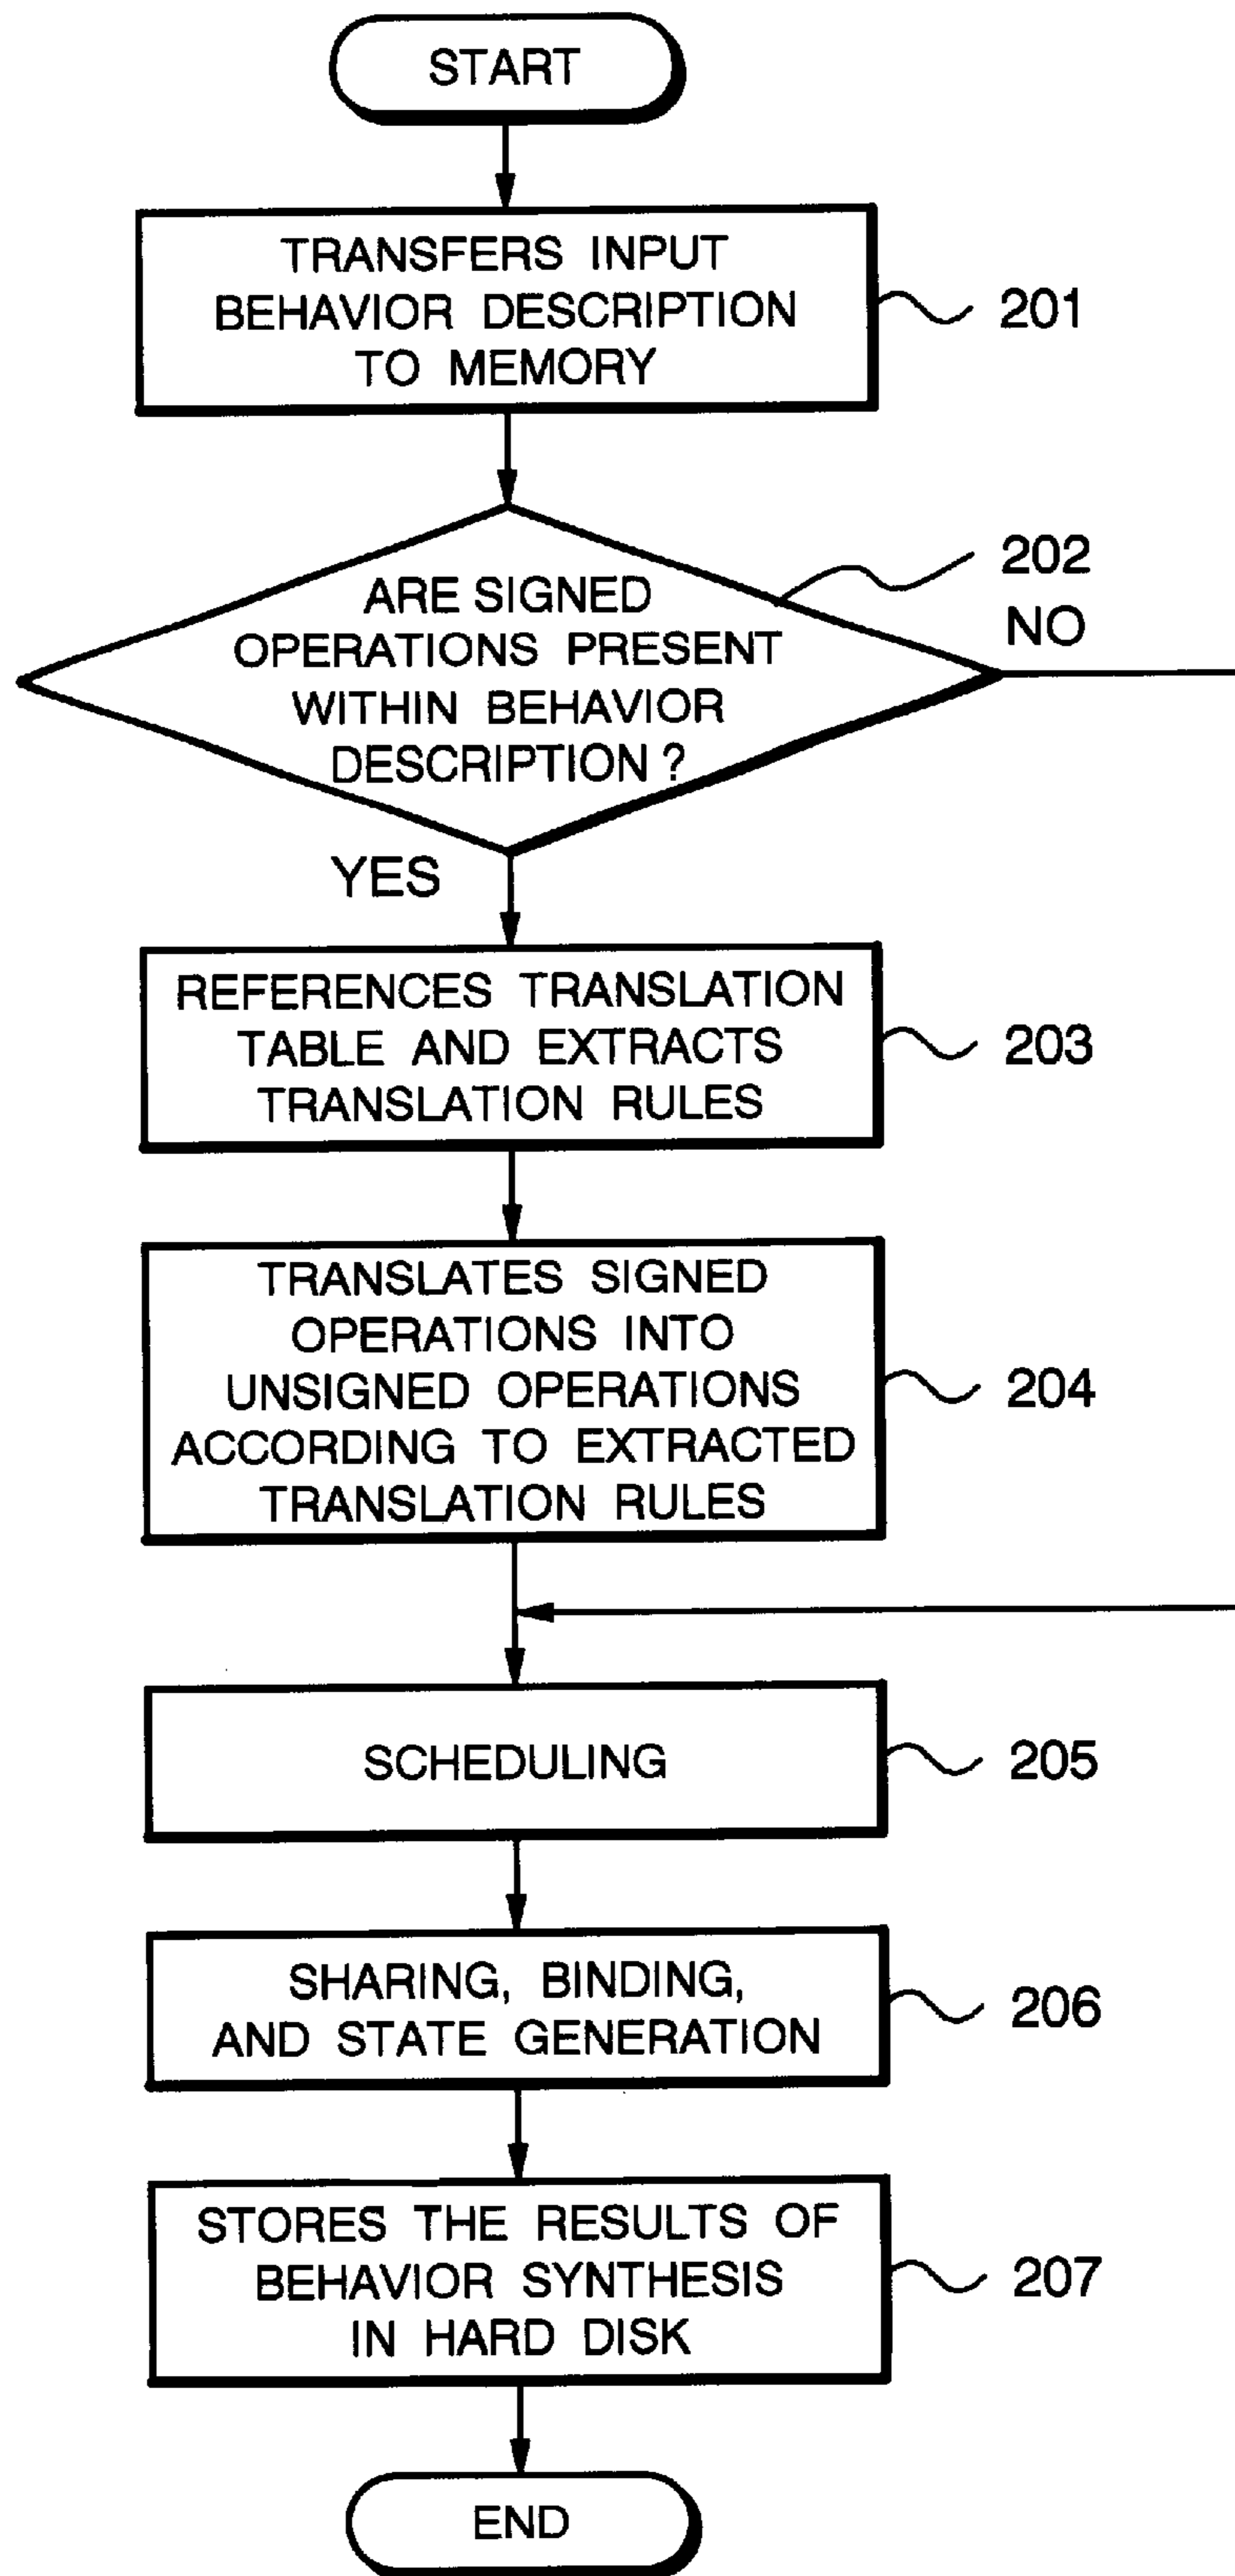 START
TRANSFERS INPUT
BEHAVIOR DESCRIPTION
TO MEMORY
201
ARE SIGNED
OPERATIONS PRESENT
WITHIN BEHAVIOR
DESCRIPTION ?
202
NO
YES
REFERENCES TRANSLATION
TABLE AND EXTRACTS
TRANSLATION RULES
203
TRANSLATES SIGNED
OPERATIONS INTO
UNSIGNED OPERATIONS
ACCORDING TO EXTRACTED
TRANSLATION RULES
204
SCHEDULING
205
SHARING, BINDING,
AND STATE GENERATION
206
STORES THE RESULTS OF
BEHAVIOR SYNTHESIS
IN HARD DISK
207
END